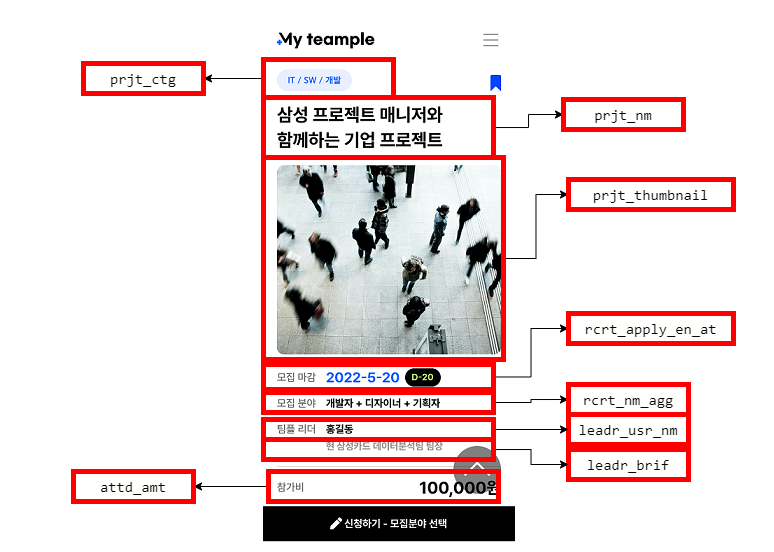 My teample
prjt_ctg
IT / SW / 개발
삼성 프로젝트 매니저와
함께하는 기업 프로젝트
prjt_nm
prjt_thumbnail
rcrt_apply_en_at
모집 마감 2022-5-20 D-20
모집 분야 개발자 + 디자이너 + 기획자
rcrt_nm_agg
팀플 리더 홍길동
leadr_usr_nm
현 삼성카드 데이터분석팀 팀장
leadr_brif
attd_amt
참가비 100,000원
신청하기 - 모집분야 선택